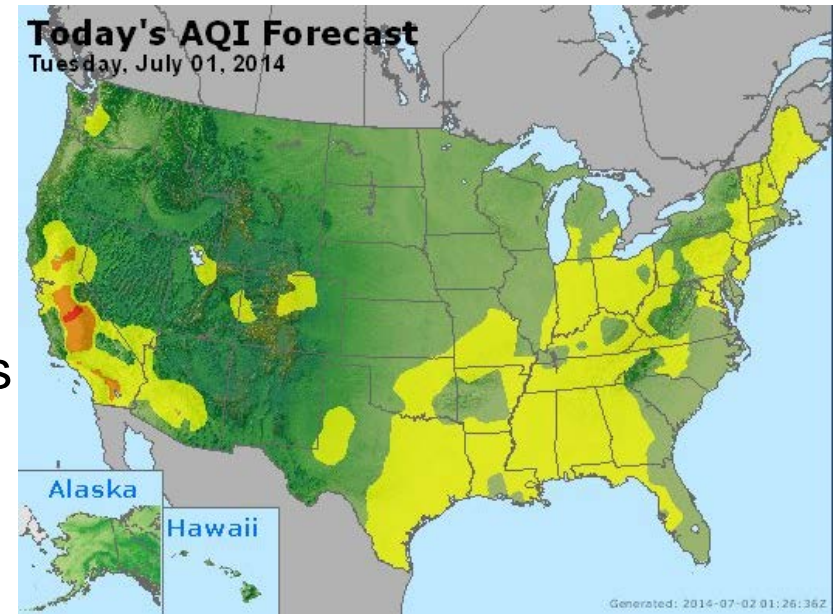 Today's AQI Forecast
Tuesday, July 01, 2014
s
Alaska
Hawaii
Generated: 2014-07-02 01:26:36Z